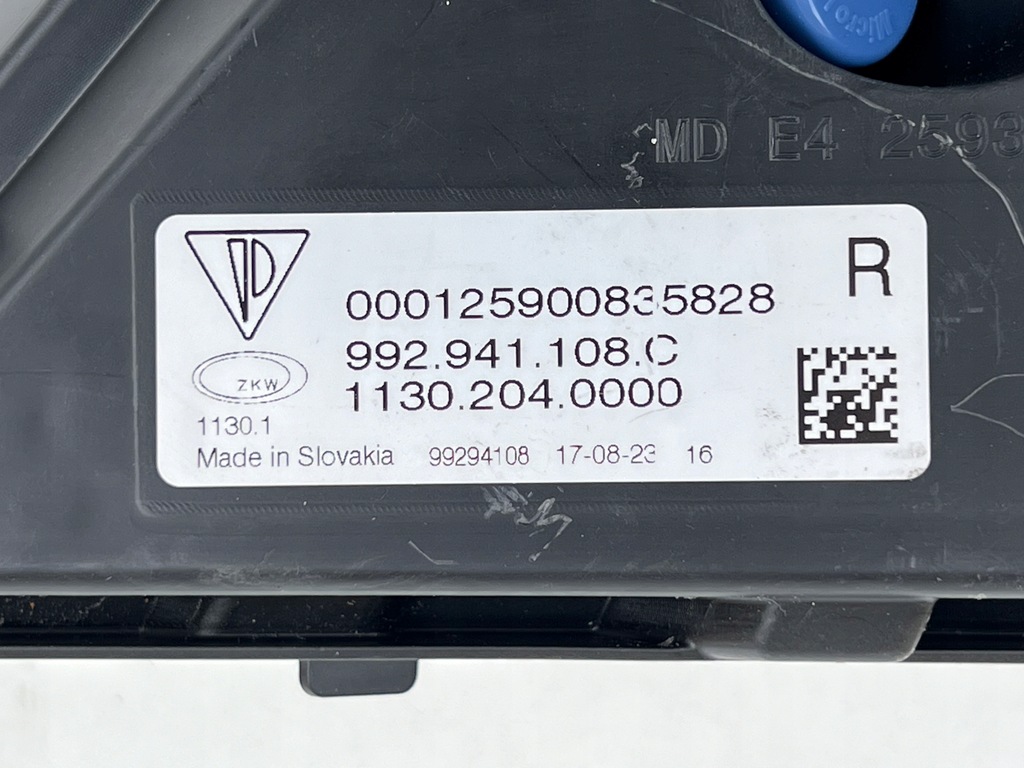 Micro
MD E4 2593
R
000125900835828
992.941.108.C
1130.204.0000
ZKW
1130.1
Made in Slovakia 99294108 17-08-23 16